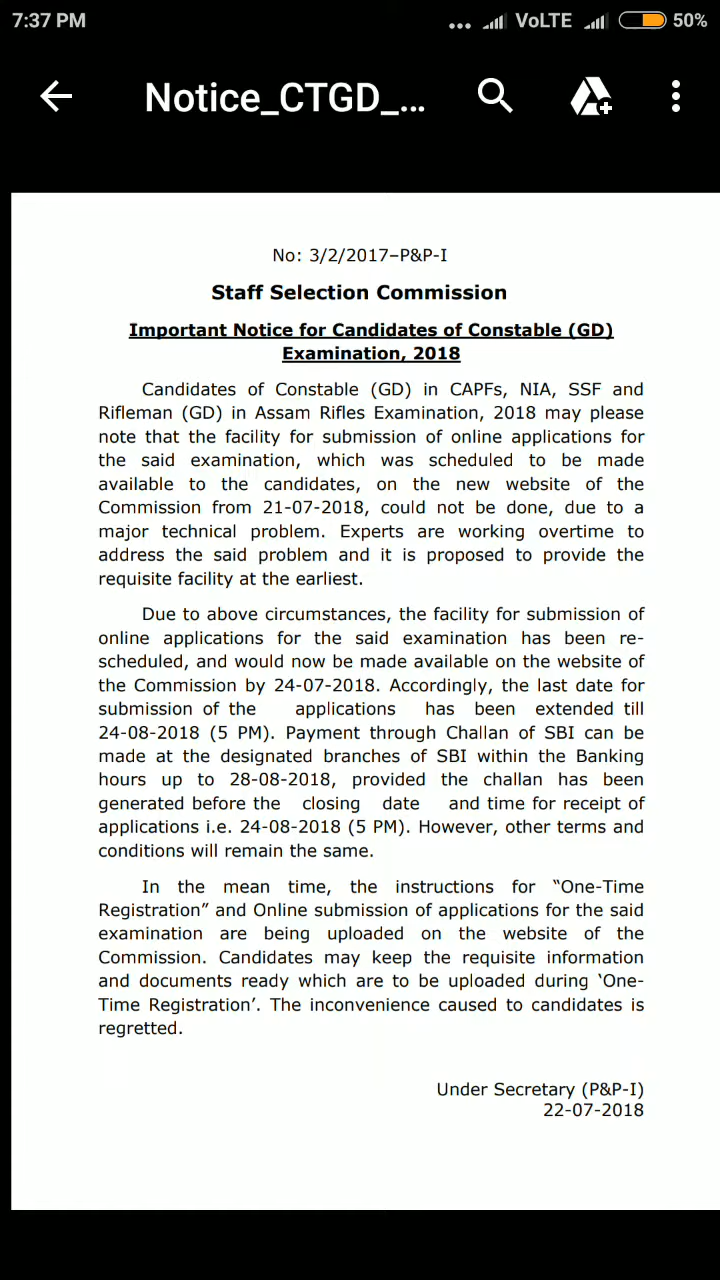 7:37 PM
... VoLTE 50%
Notice_CTGD_...
No: 3/2/2017–P&P-I
Staff Selection Commission
Important Notice for Candidates of Constable (GD)
Examination, 2018
Candidates of Constable (GD) in CAPFs, NIA, SSF and
Rifleman (GD) in Assam Rifles Examination, 2018 may please
note that the facility for submission of online applications for
the said examination, which was scheduled to be made
available to the candidates, on the new website of the
Commission from 21-07-2018, could not be done, due to a
major technical problem. Experts are working overtime to
address the said problem and it is proposed to provide the
requisite facility at the earliest.
Due to above circumstances, the facility for submission of
online applications for the said examination has been re-
scheduled, and would now be made available on the website of
the Commission by 24-07-2018. Accordingly, the last date for
submission of the applications has been extended till
24-08-2018 (5 PM). Payment through Challan of SBI can be
made at the designated branches of SBI within the Banking
hours up to 28-08-2018, provided the challan has been
generated before the closing date and time for receipt of
applications i.e. 24-08-2018 (5 PM). However, other terms and
conditions will remain the same.
In the mean time, the instructions for “One-Time
Registration” and Online submission of applications for the said
examination are being uploaded on the website of the
Commission. Candidates may keep the requisite information
and documents ready which are to be uploaded during ‘One-
Time Registration’. The inconvenience caused to candidates is
regretted.
Under Secretary (P&P-I)
22-07-2018